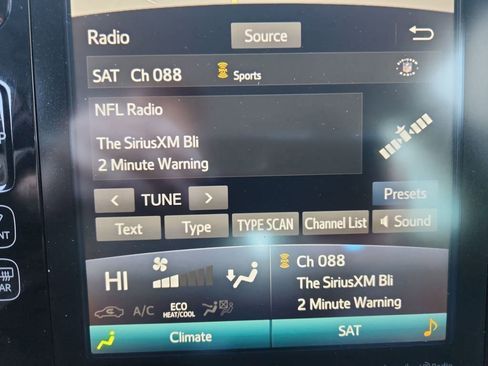 Radio
Source
SAT Ch 088
Sports
NFL Radio
The SiriusXM Bli
2 Minute Warning
< TUNE >
Presets
Text
Type
TYPE SCAN
Channel List
Sound
HI
A/C
ECO
HEAT/COOL
Ch 088
The SiriusXM Bli
2 Minute Warning
Climate
SAT